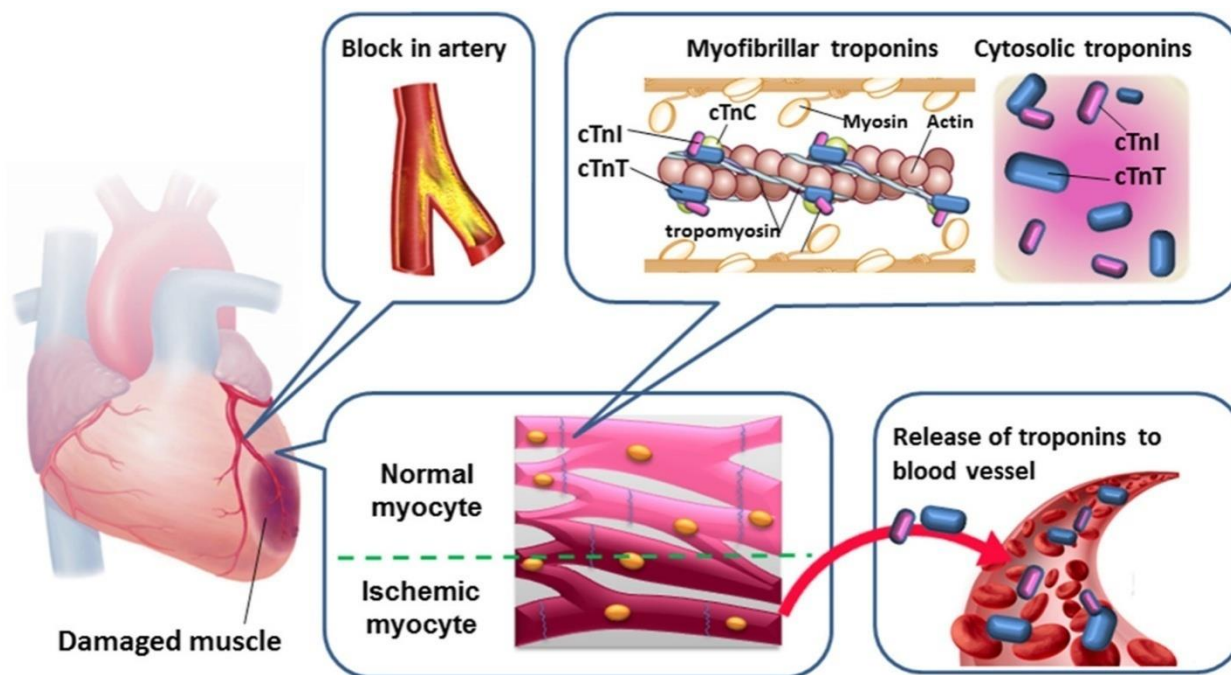 Block in artery
Myofibrillar troponins
Cytosolic troponins
cTnC
cTnI
Myosin
Actin
cTnT
tropomyosin
cTnI
cTnT
Normal
myocyte
Ischemic
myocyte
Release of troponins to
blood vessel
Damaged muscle